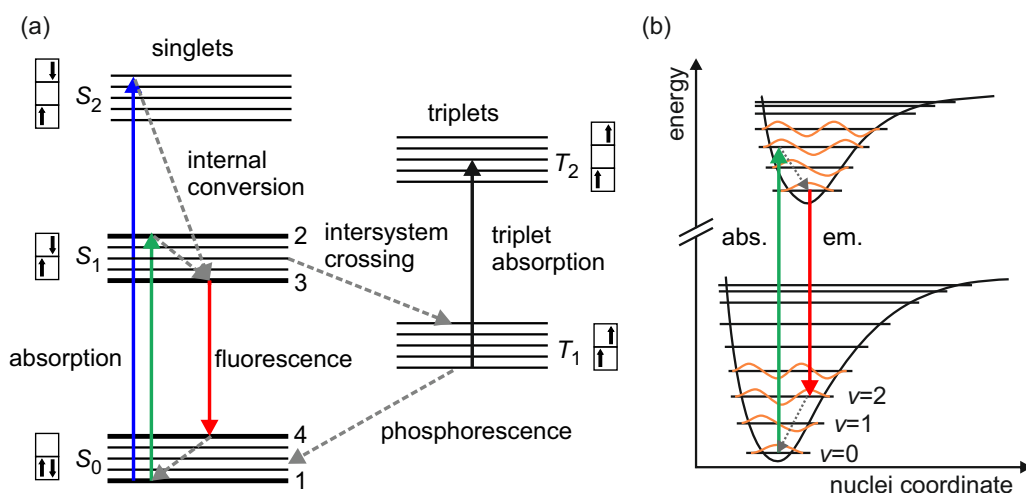 (a)
singlets
S2
internal
conversion
triplets
T2
2
S1
3
intersystem
crossing
triplet
absorption
absorption
fluorescence
T1
4
S0
1
phosphorescence
(b)
energy
abs.
em.
v=2
v=1
v=0
nuclei coordinate